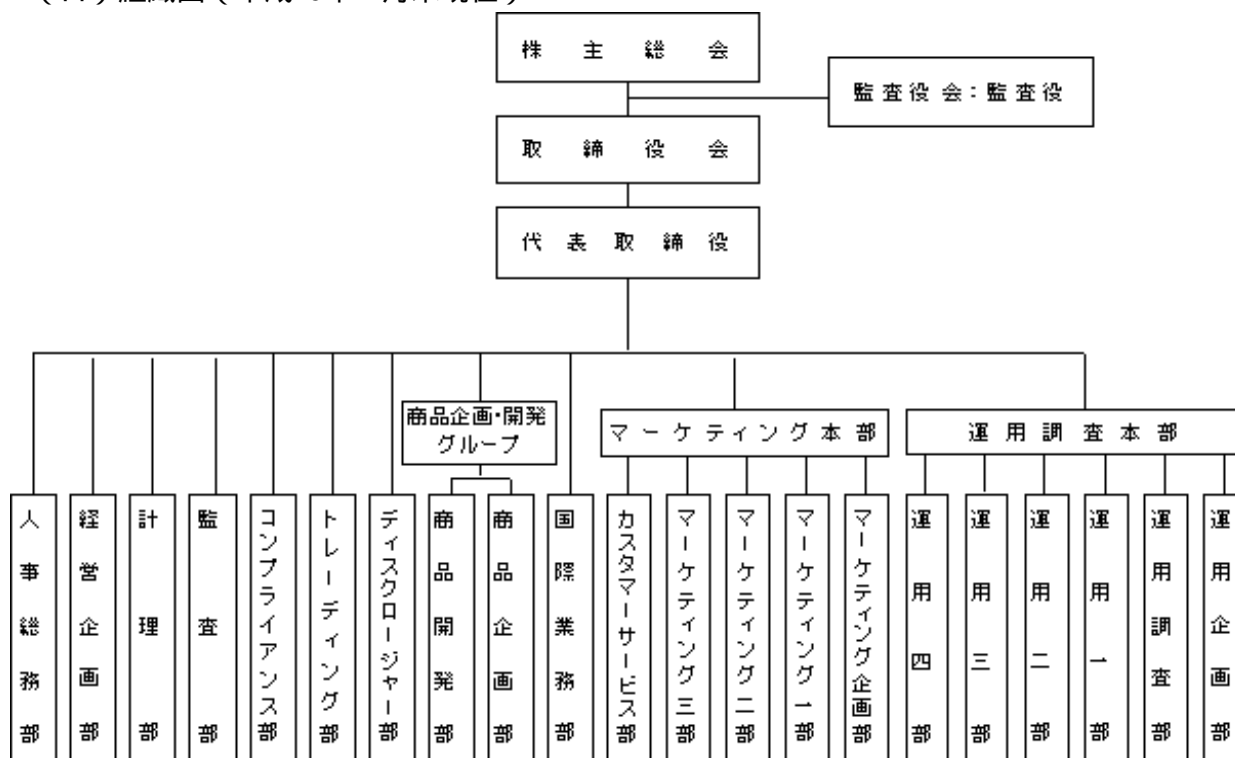 株主総会
監査役会：監査役
取締役会
代表取締役
商品企画・開発
グループ
マーケティング本部
運用調査本部
人事総務部
経営企画部
計理部
監査部
コンプライアンス部
トレーディング部
ディスクロージャー部
商品開発部
商品企画部
国際業務部
カスタマーサービス部
マーケティング三部
マーケティング二部
マーケティング一部
マーケティング企画部
運用四部
運用三部
運用二部
運用一部
運用調査部
運用企画部